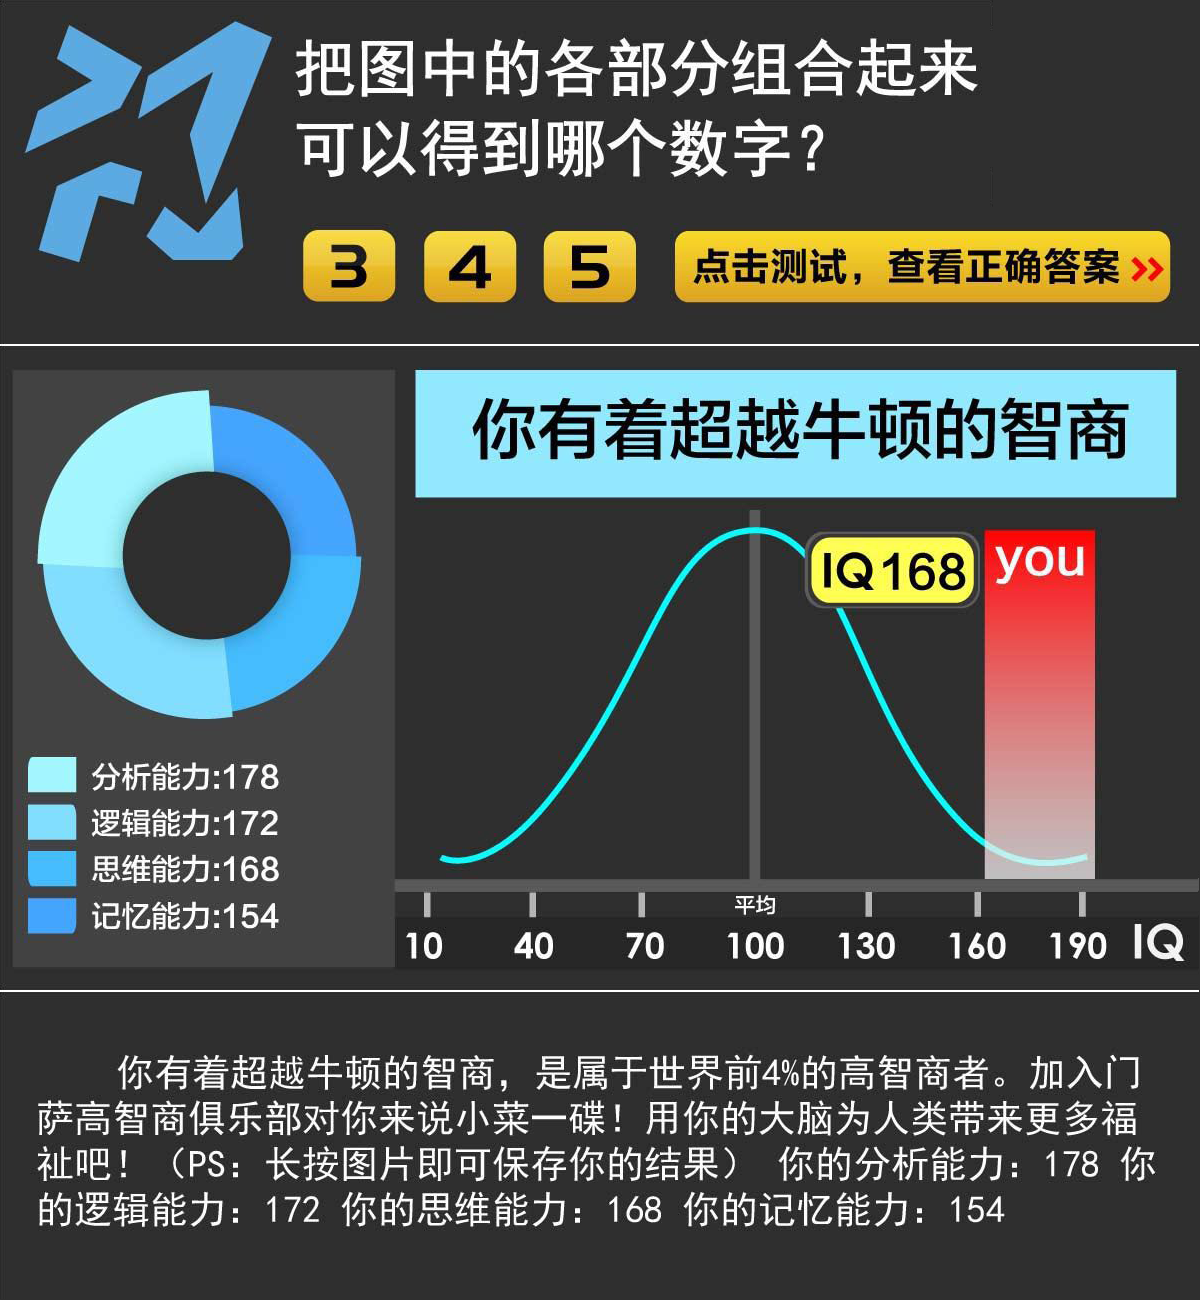 把图中的各部分组合起来
可以得到哪个数字?
3 4 5 点击测试，查看正确答案 >>
你有着超越牛顿的智商
IQ168
you
分析能力:178
逻辑能力:172
思维能力:168
记忆能力:154
平均
10 40 70 100 130 160 190 IQ
你有着超越牛顿的智商，是属于世界前4%的高智商者。加入门
萨高智商俱乐部对你来说小菜一碟！用你的大脑为人类带来更多福
祉吧！（PS：长按图片即可保存你的结果） 你的分析能力：178 你
的逻辑能力：172 你的思维能力：168 你的记忆能力：154